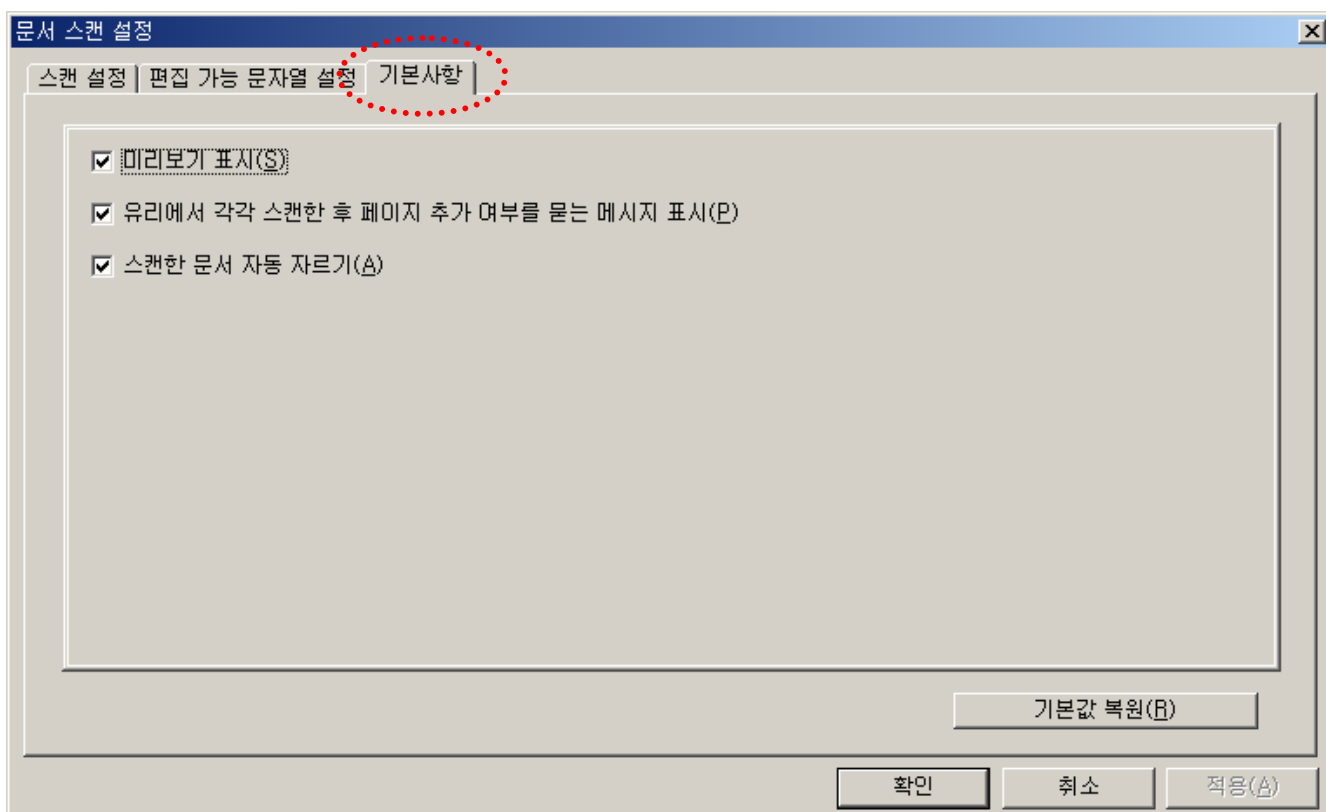 문서 스캔 설정
스캔 설정 편집 가능 문자열 설정 기본사항
미리보기 표시(S)
유리에서 각각 스캔한 후 페이지 추가 여부를 묻는 메시지 표시(P)
스캔한 문서 자동 자르기(A)
기본값 복원(R)
확인 취소 적용(A)